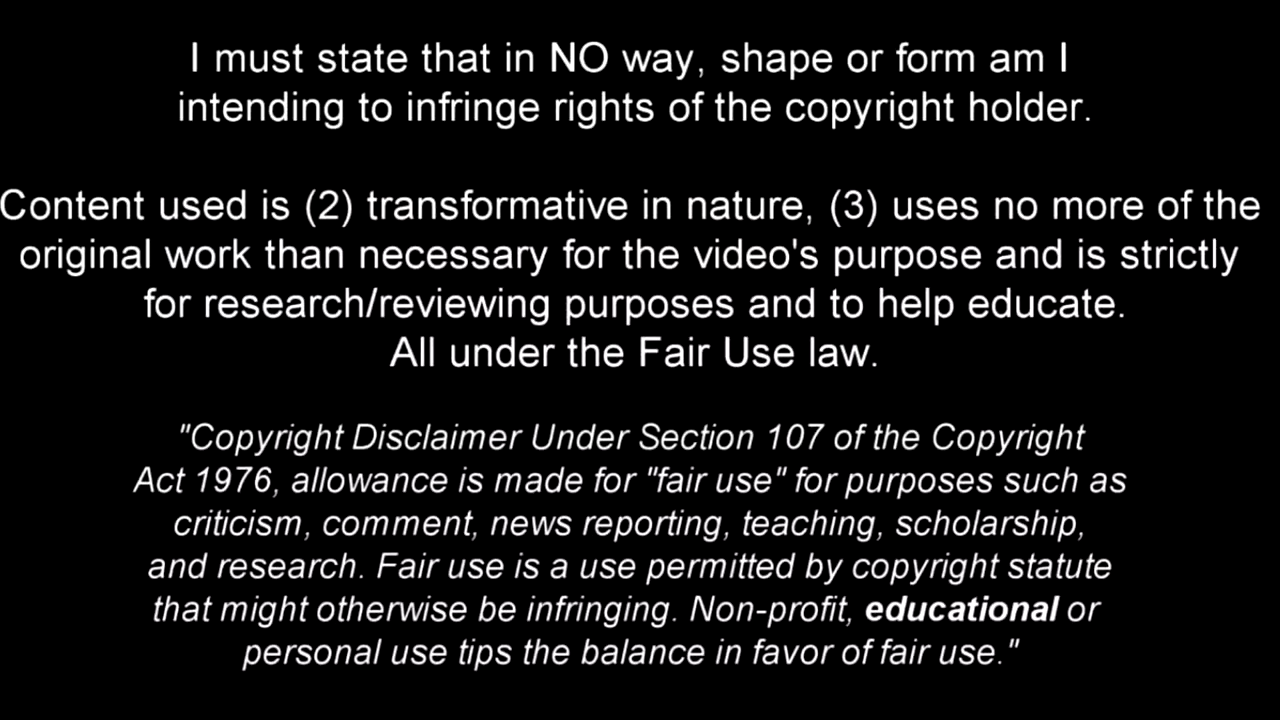 I must state that in NO way, shape or form am I
intending to infringe rights of the copyright holder.
Content used is (2) transformative in nature, (3) uses no more of the
original work than necessary for the video's purpose and is strictly
for research/reviewing purposes and to help educate.
All under the Fair Use law.
"Copyright Disclaimer Under Section 107 of the Copyright
Act 1976, allowance is made for "fair use" for purposes such as
criticism, comment, news reporting, teaching, scholarship,
and research. Fair use is a use permitted by copyright statute
that might otherwise be infringing. Non-profit, educational or
personal use tips the balance in favor of fair use."